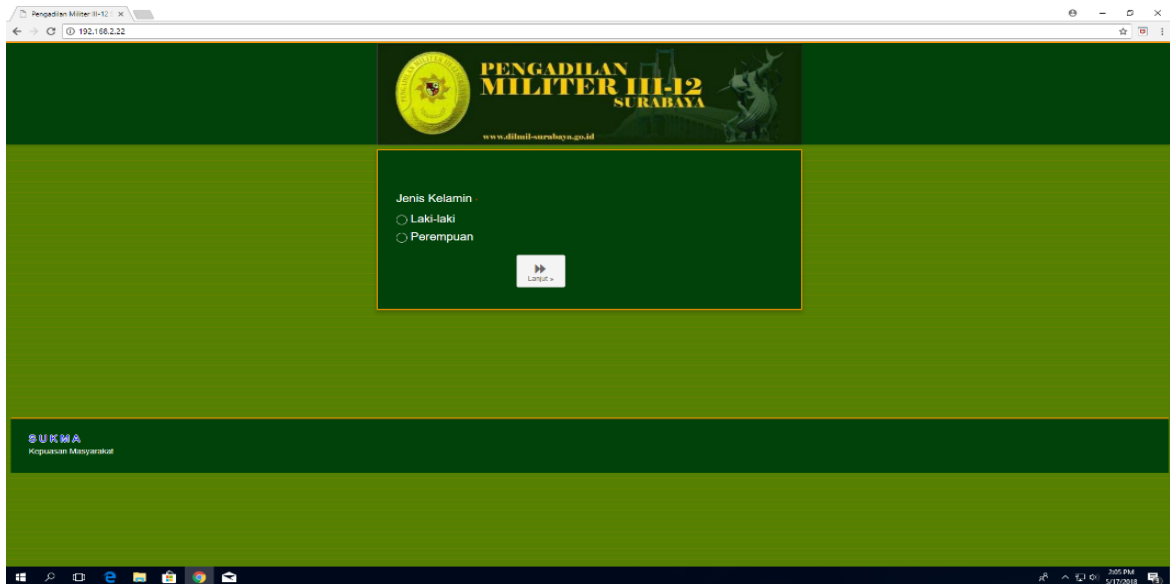 Pengadilan Militer III-12
192.168.2.22
PENGADILAN
MILITER III-12
SURABAYA
www.dilmil-surabaya.go.id
Jenis Kelamin
Laki-laki
Perempuan
Lanjut »
SUKMA
Kepuasan Masyarakat
2:05 PM
5/17/2018